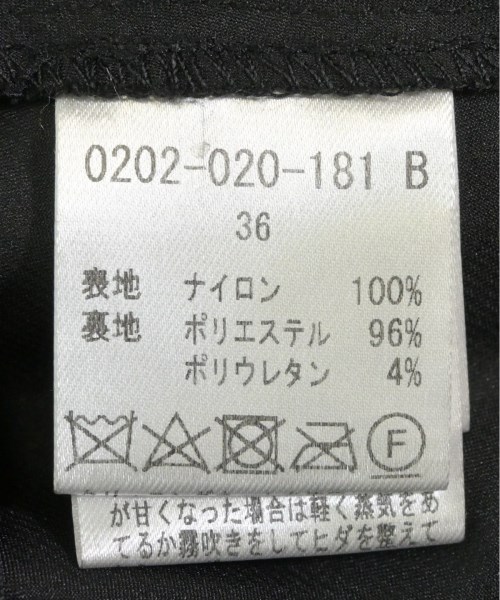 0202-020-181 B
36
表地 ナイロン 100%
裏地 ポリエステル 96%
ポリウレタン 4%
F
が甘くなった場合は軽く蒸気をあ
てるか霧吹きをしてヒダを整えて